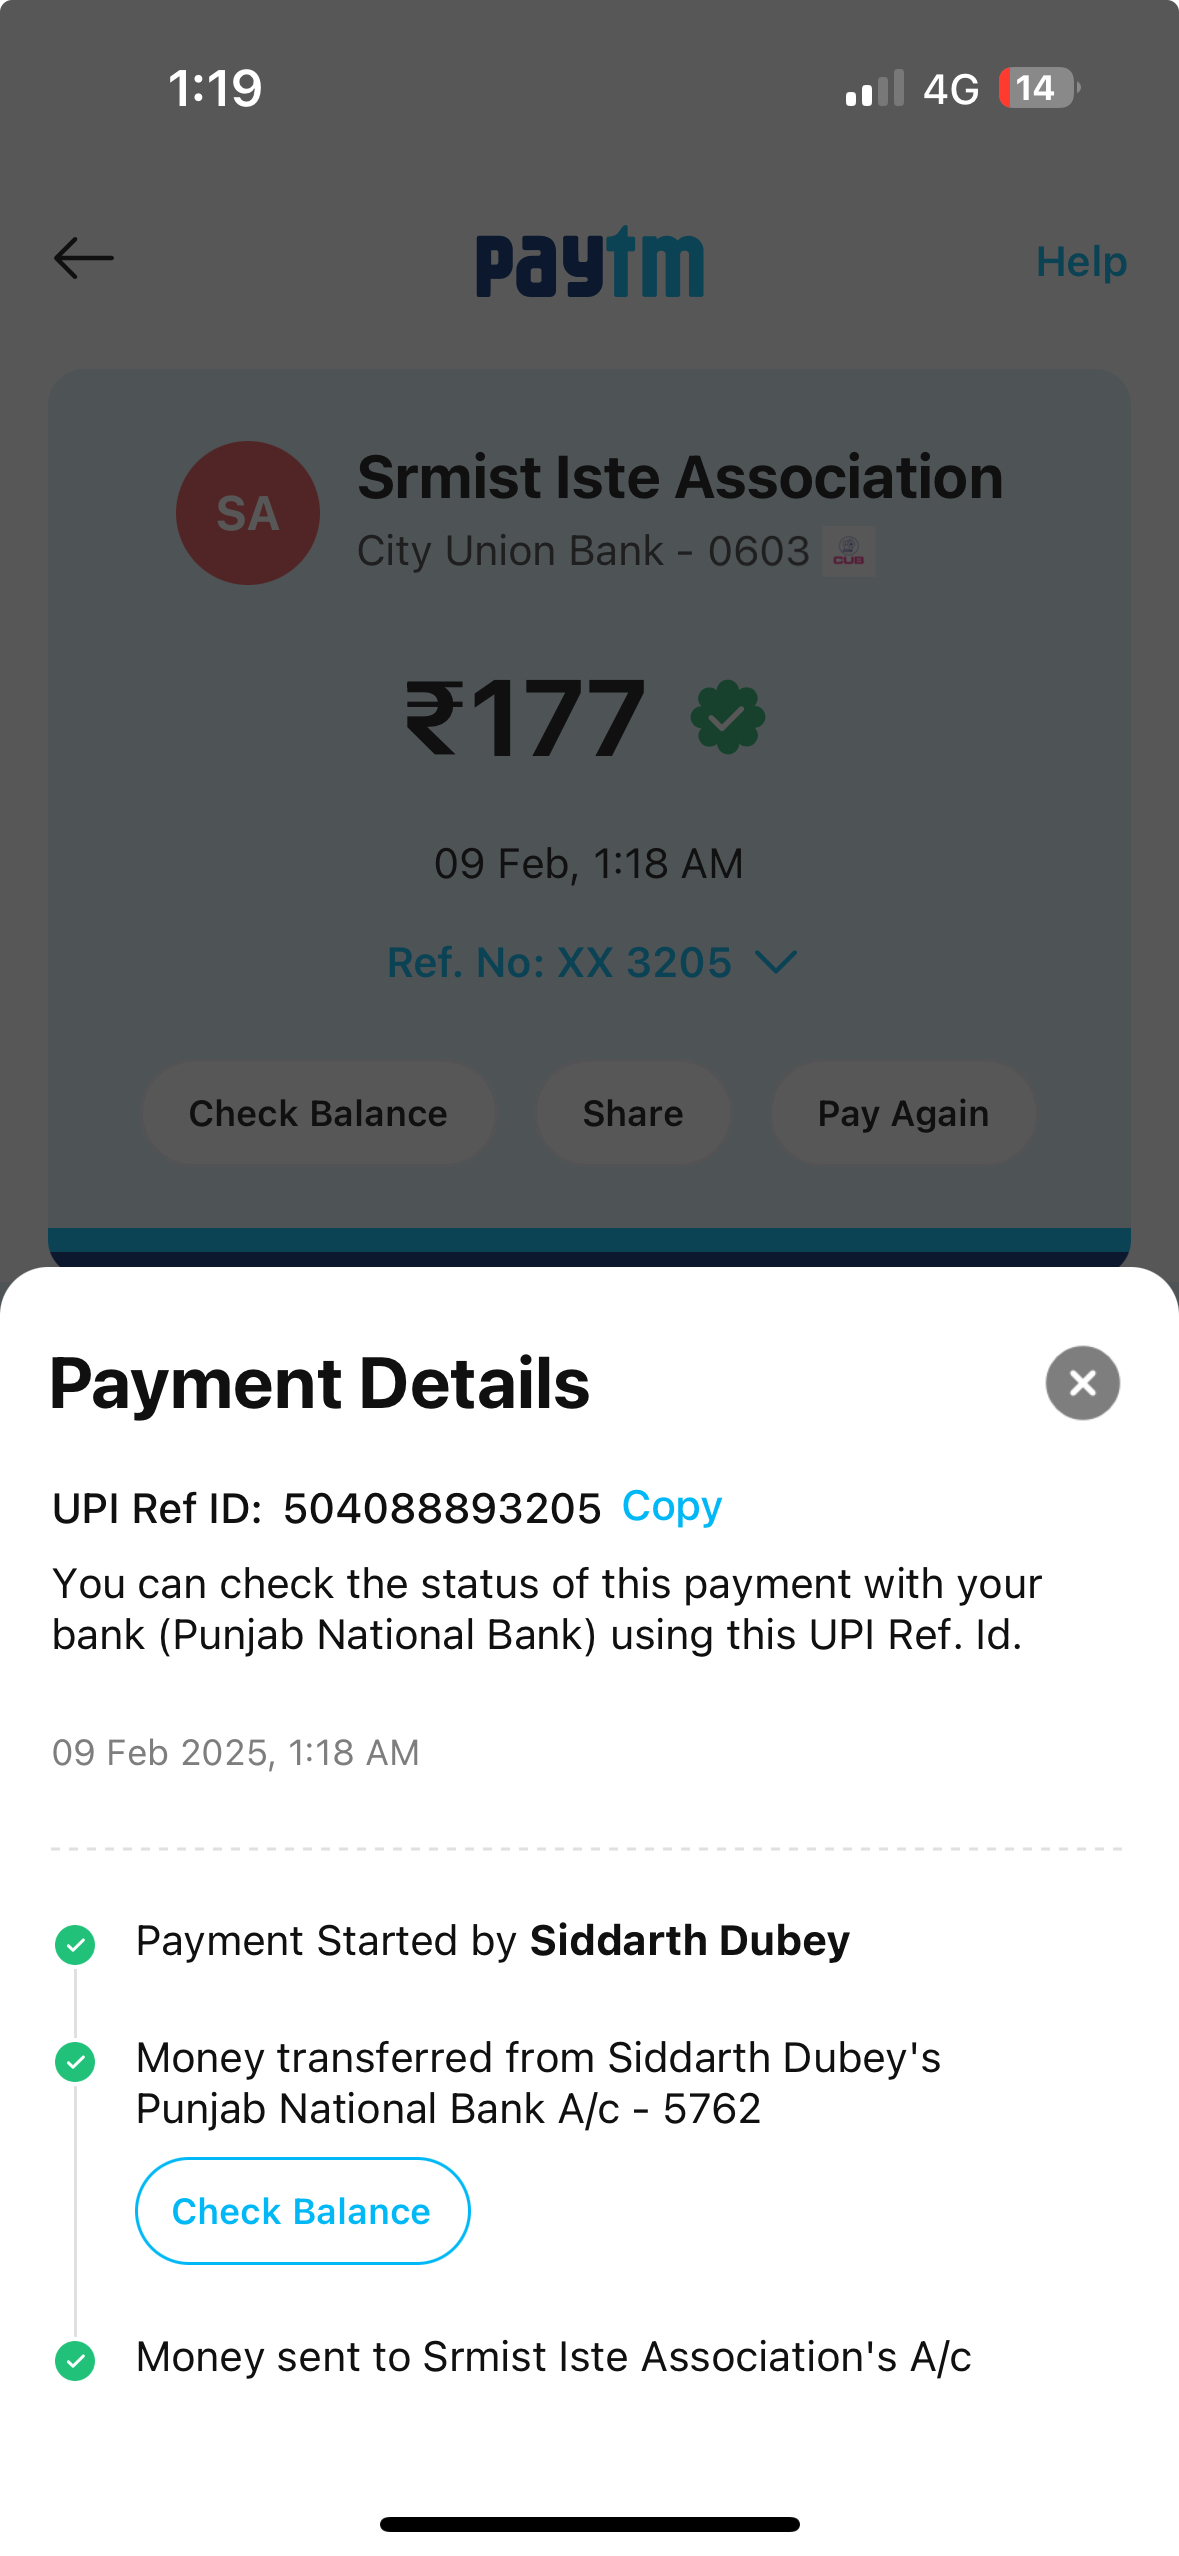 1:19
4G 14
paytm
Help
SA
Srmist Iste Association
City Union Bank - 0603
CUB
₹177
09 Feb, 1:18 AM
Ref. No: XX 3205
Check Balance Share Pay Again
Payment Details
UPI Ref ID: 504088893205 Copy
You can check the status of this payment with your
bank (Punjab National Bank) using this UPI Ref. Id.
09 Feb 2025, 1:18 AM
Payment Started by Siddarth Dubey
Money transferred from Siddarth Dubey's
Punjab National Bank A/c - 5762
Check Balance
Money sent to Srmist Iste Association's A/c